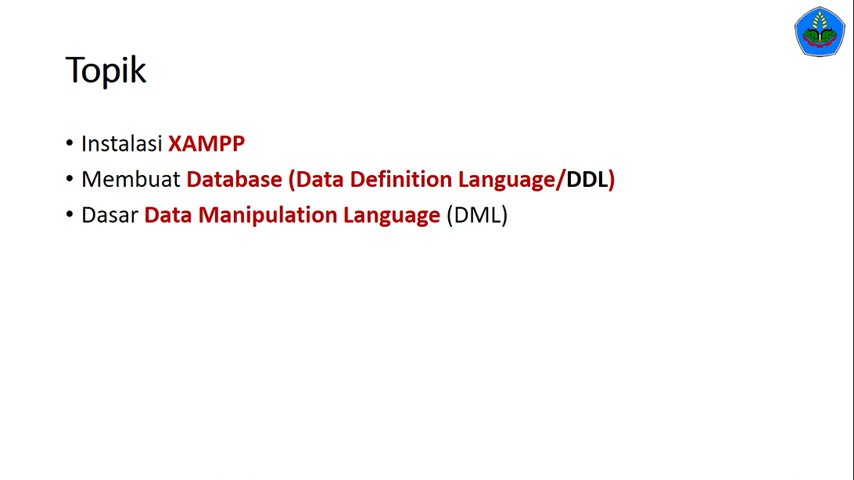 Topik
• Instalasi XAMPP
• Membuat Database (Data Definition Language/DDL)
• Dasar Data Manipulation Language (DML)